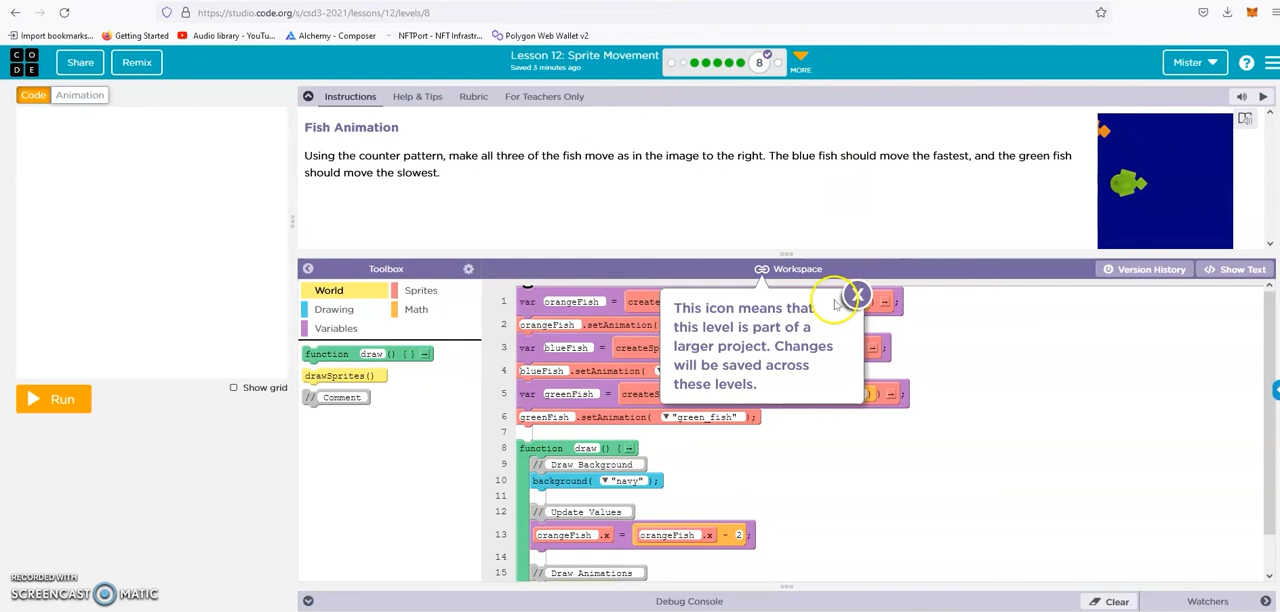 https://studio.code.org/s/csd3-2021/lessons/12/levels/8
Import bookmarks... Getting Started Audio library - YouTu... Alchemy - Composer NFTPort - NFT Infrastr... Polygon Web Wallet v2
CODE Share Remix Lesson 12: Sprite Movement 8 MORE Mister ?
Saved 3 minutes ago
Code Animation Instructions Help & Tips Rubric For Teachers Only
Fish Animation
Using the counter pattern, make all three of the fish move as in the image to the right. The blue fish should move the fastest, and the green fish
should move the slowest.
Toolbox Workspace Version History </> Show Text
World Sprites
Drawing Math
Variables
function draw () { }
drawSprites()
// Comment
Show grid
Run
This icon means that
this level is part of a
larger project. Changes
will be saved across
these levels.
X
1 var orangeFish = ;
2 orangeFish .setAnimation(
3 var blueFish = createSp ;
4 blueFish .setAnimation(
5 var greenFish = ) ;
6 greenFish .setAnimation( "green_fish" );
7
8 function draw () {
9 // Draw Background
10 background( "navy" );
11
12 // Update Values
13 orangeFish .x = orangeFish .x - 2 ;
14
15 // Draw Animations
Debug Console Clear Watchers
RECORDED WITH
SCREENCAST MATIC